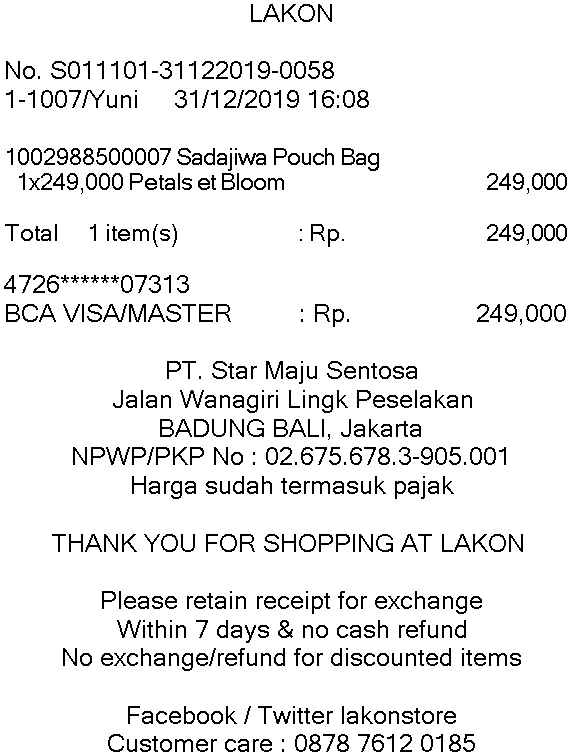 LAKON
No. S011101-31122019-0058
1-1007/Yuni 31/12/2019 16:08
1002988500007 Sadajiwa Pouch Bag
1x249,000 Petals et Bloom 249,000
Total 1 item(s) : Rp. 249,000
4726******07313
BCA VISA/MASTER : Rp. 249,000
PT. Star Maju Sentosa
Jalan Wanagiri Lingk Peselakan
BADUNG BALI, Jakarta
NPWP/PKP No : 02.675.678.3-905.001
Harga sudah termasuk pajak
THANK YOU FOR SHOPPING AT LAKON
Please retain receipt for exchange
Within 7 days & no cash refund
No exchange/refund for discounted items
Facebook / Twitter lakonstore
Customer care : 0878 7612 0185